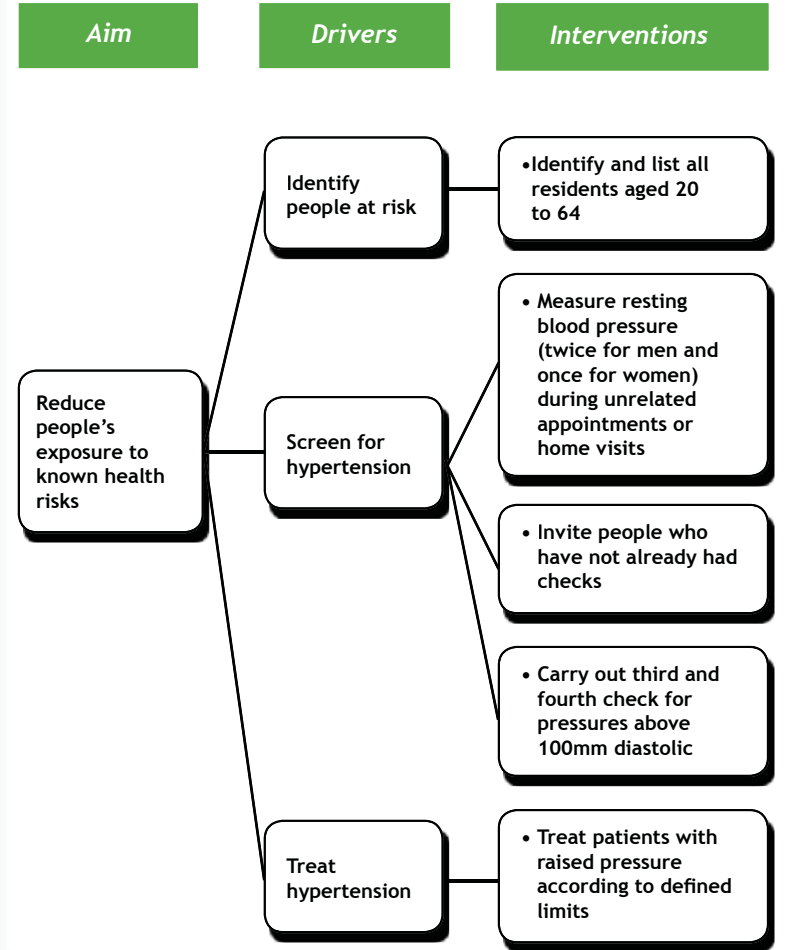 Aim
Drivers
Interventions
Identify
people at risk
•Identify and list all
residents aged 20
to 64
• Measure resting
blood pressure
(twice for men and
once for women)
during unrelated
appointments or
home visits
Reduce
people’s
exposure to
known health
risks
Screen for
hypertension
• Invite people who
have not already had
checks
• Carry out third and
fourth check for
pressures above
100mm diastolic
Treat
hypertension
• Treat patients with
raised pressure
according to defined
limits